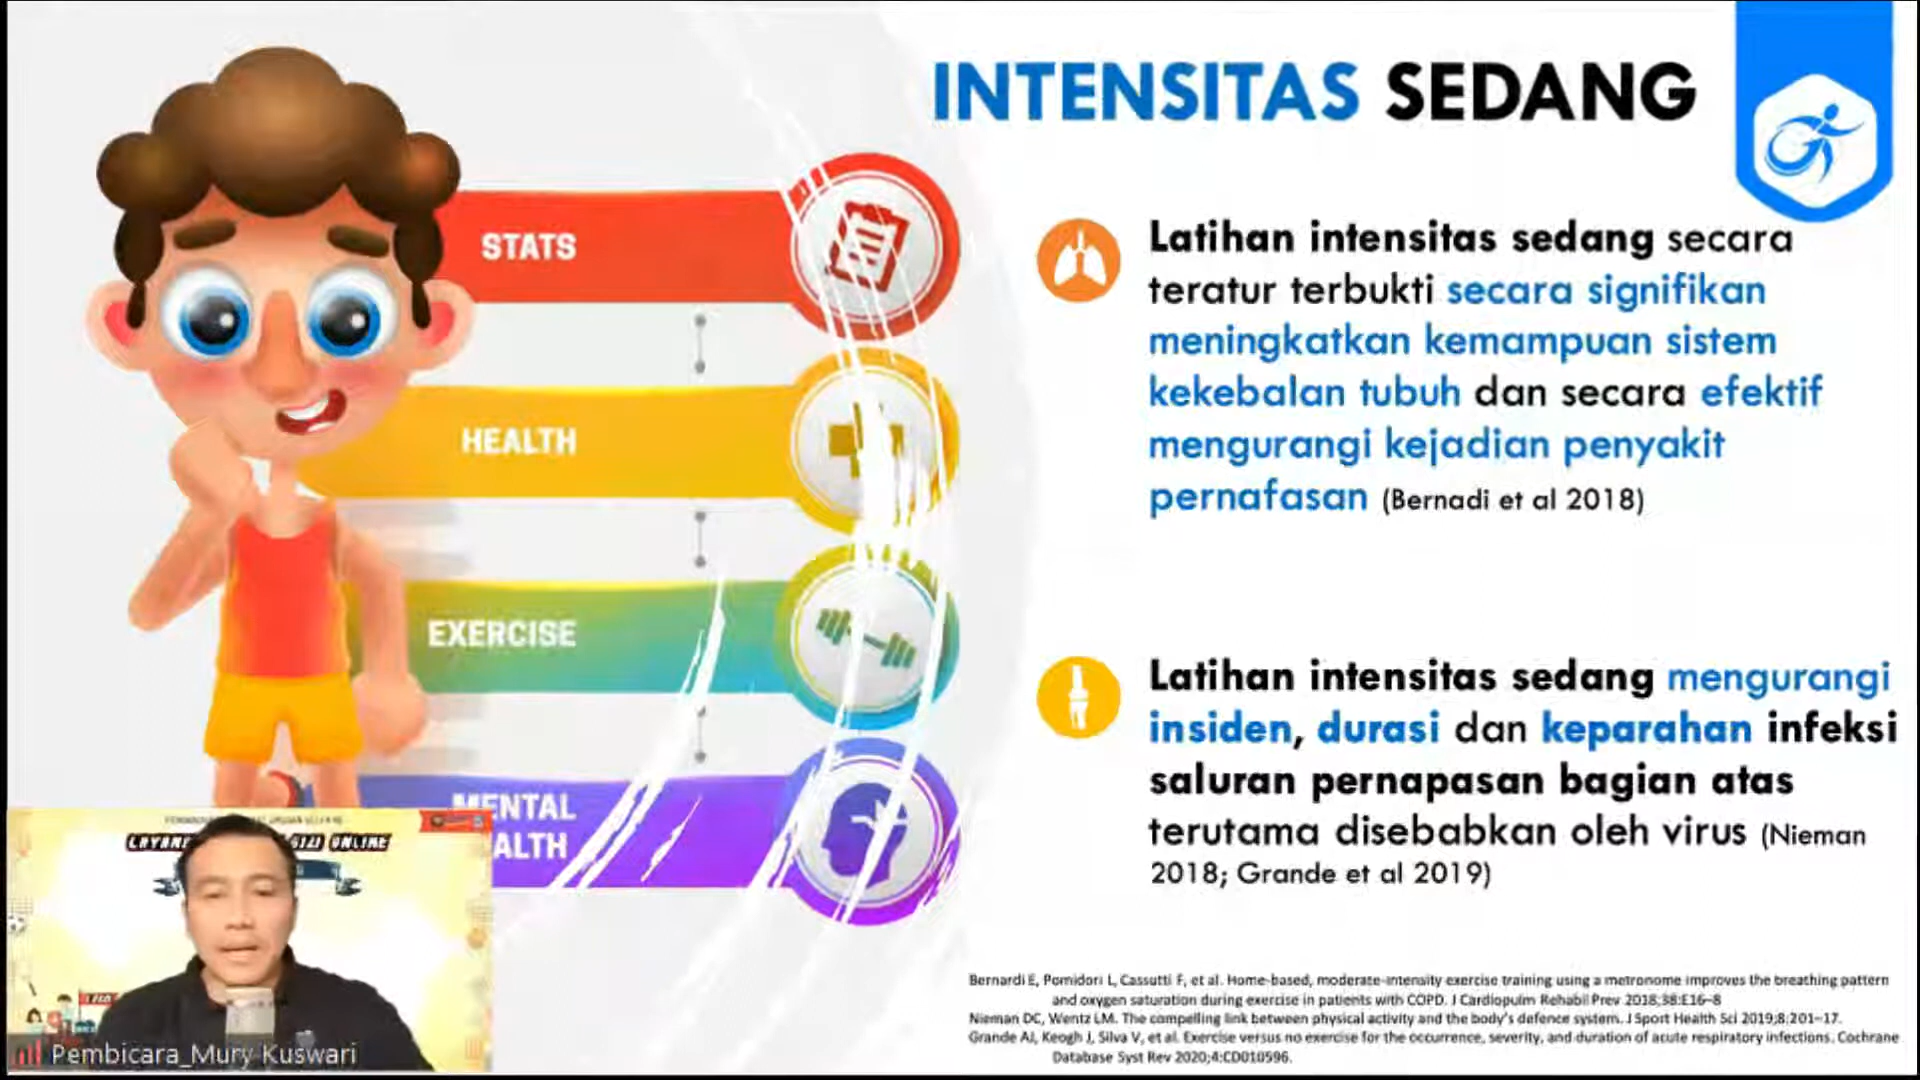 INTENSITAS SEDANG
STATS
HEALTH
EXERCISE
MENTAL
ALTH
Latihan intensitas sedang secara
teratur terbukti secara signifikan
meningkatkan kemampuan sistem
kekebalan tubuh dan secara efektif
mengurangi kejadian penyakit
pernafasan (Bernadi et al 2018)
Latihan intensitas sedang mengurangi
insiden, durasi dan keparahan infeksi
saluran pernapasan bagian atas
terutama disebabkan oleh virus (Nieman
2018; Grande et al 2019)
Bernardi E, Pomidori L, Cassutti F, et al. Home-based, moderate-intensity exercise training using a metronome improves the breathing pattern
and oxygen saturation during exercise in patients with COPD. J Cardiopulm Rehabil Prev 2018;38:E16–8
Nieman DC, Wentz LM. The compelling link between physical activity and the body's defence system. J Sport Health Sci 2019;8:201–17.
Grande AJ, Keogh J, Silva V, et al. Exercise versus no exercise for the occurrence, severity, and duration of acute respiratory infections. Cochrane
Database Syst Rev 2020;4:CD010596.
ONLINE
Pembicara_Mury Kuswari